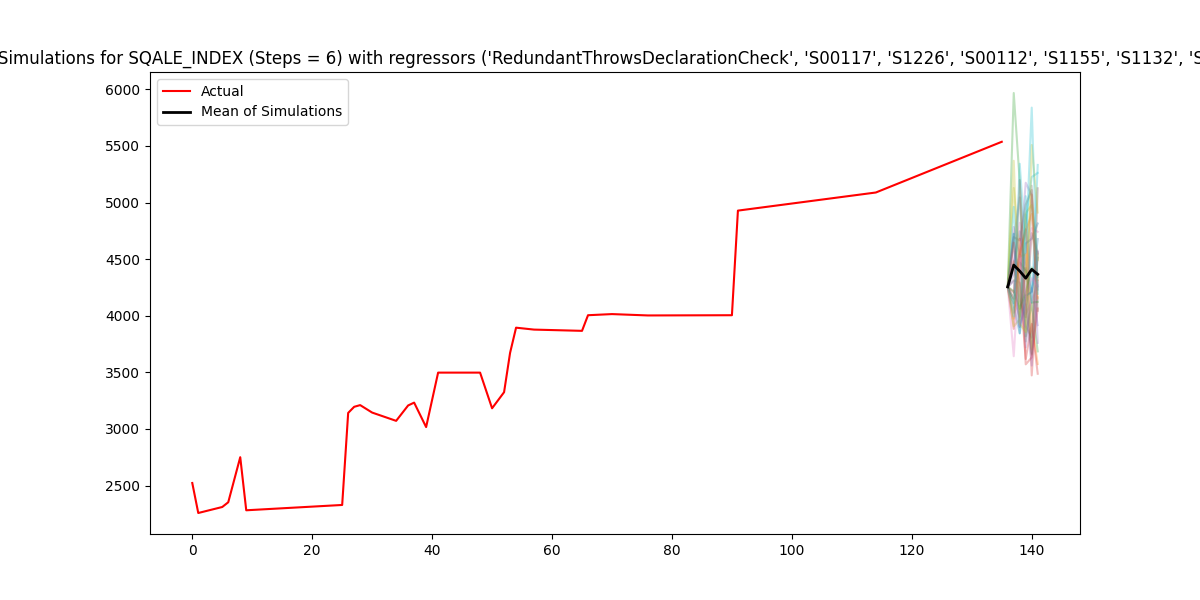 Simulations for SQALE_INDEX (Steps = 6) with regressors ('RedundantThrowsDeclarationCheck', 'S00117', 'S1226', 'S00112', 'S1155', 'S1132', 'S
Actual
Mean of Simulations
6000
5500
5000
4500
4000
3500
3000
2500
0 20 40 60 80 100 120 140